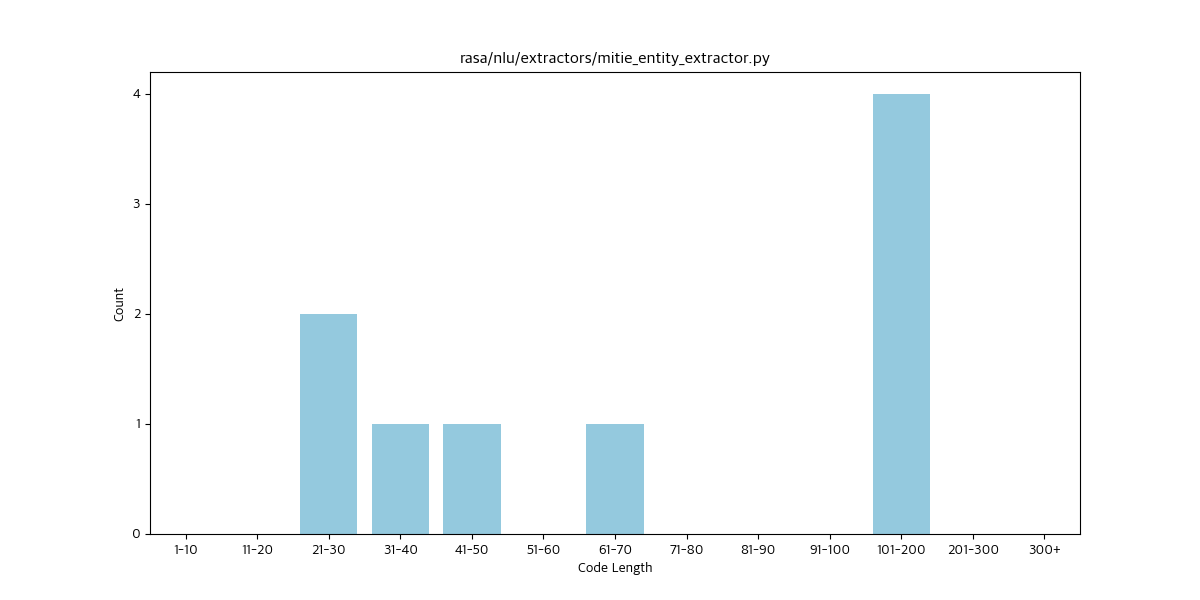 rasa/nlu/extractors/mitie_entity_extractor.py
4
3
2
1
0
Count
1-10 11-20 21-30 31-40 41-50 51-60 61-70 71-80 81-90 91-100 101-200 201-300 300+
Code Length